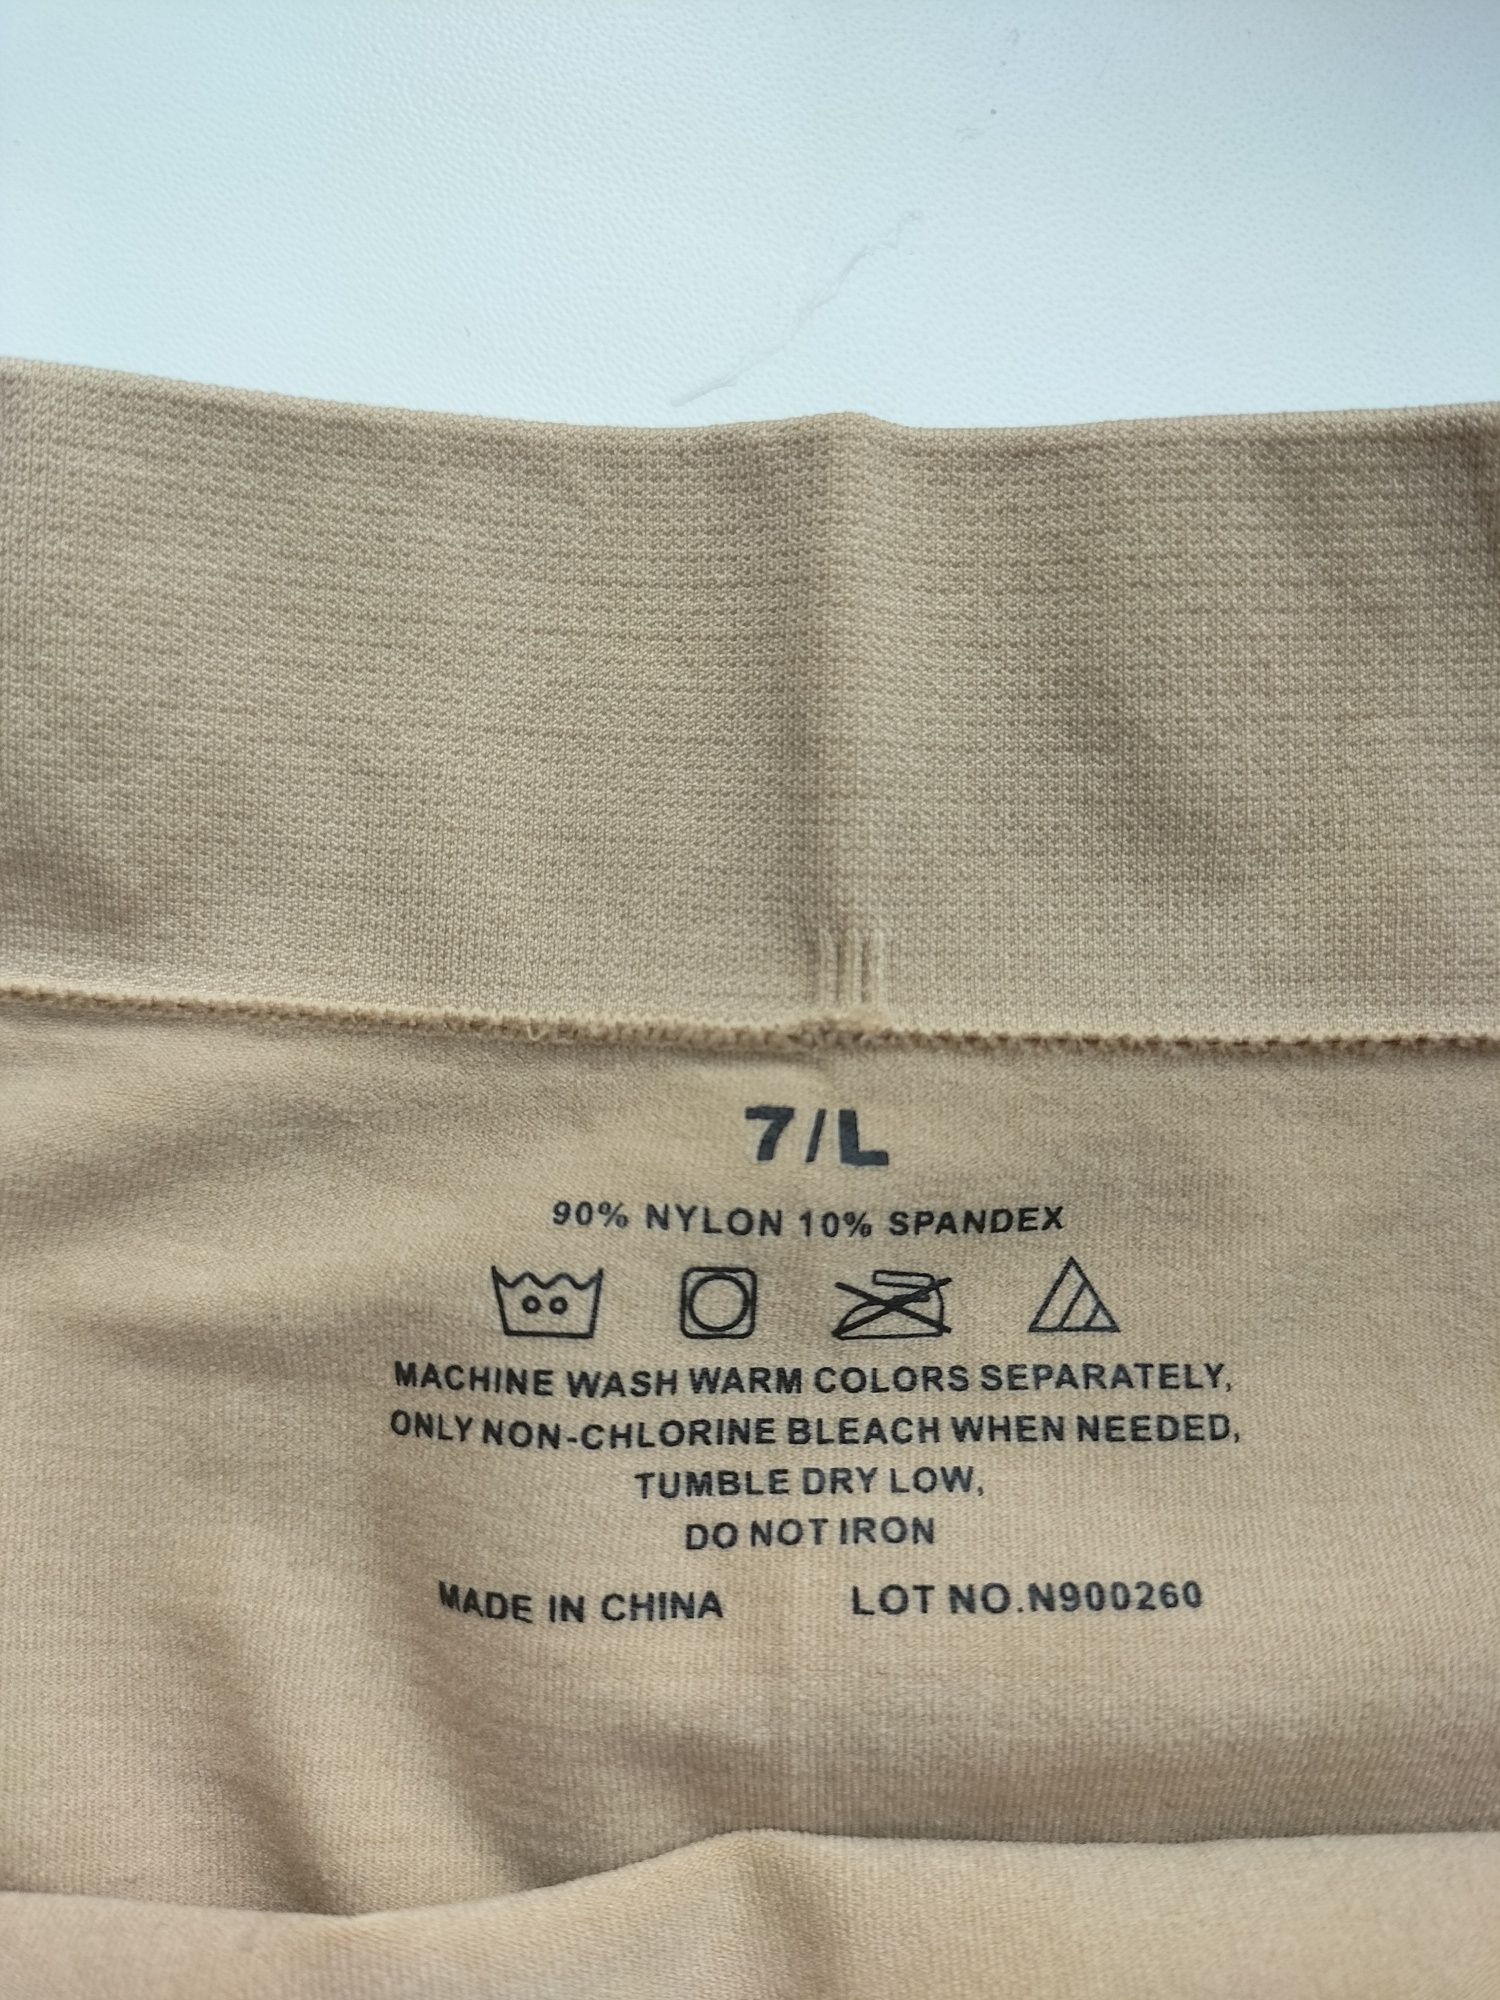 7/L
90% NYLON 10% SPANDEX
MACHINE WASH WARM COLORS SEPARATELY,
ONLY NON-CHLORINE BLEACH WHEN NEEDED,
TUMBLE DRY LOW,
DO NOT IRON
MADE IN CHINA LOT NO.N900260